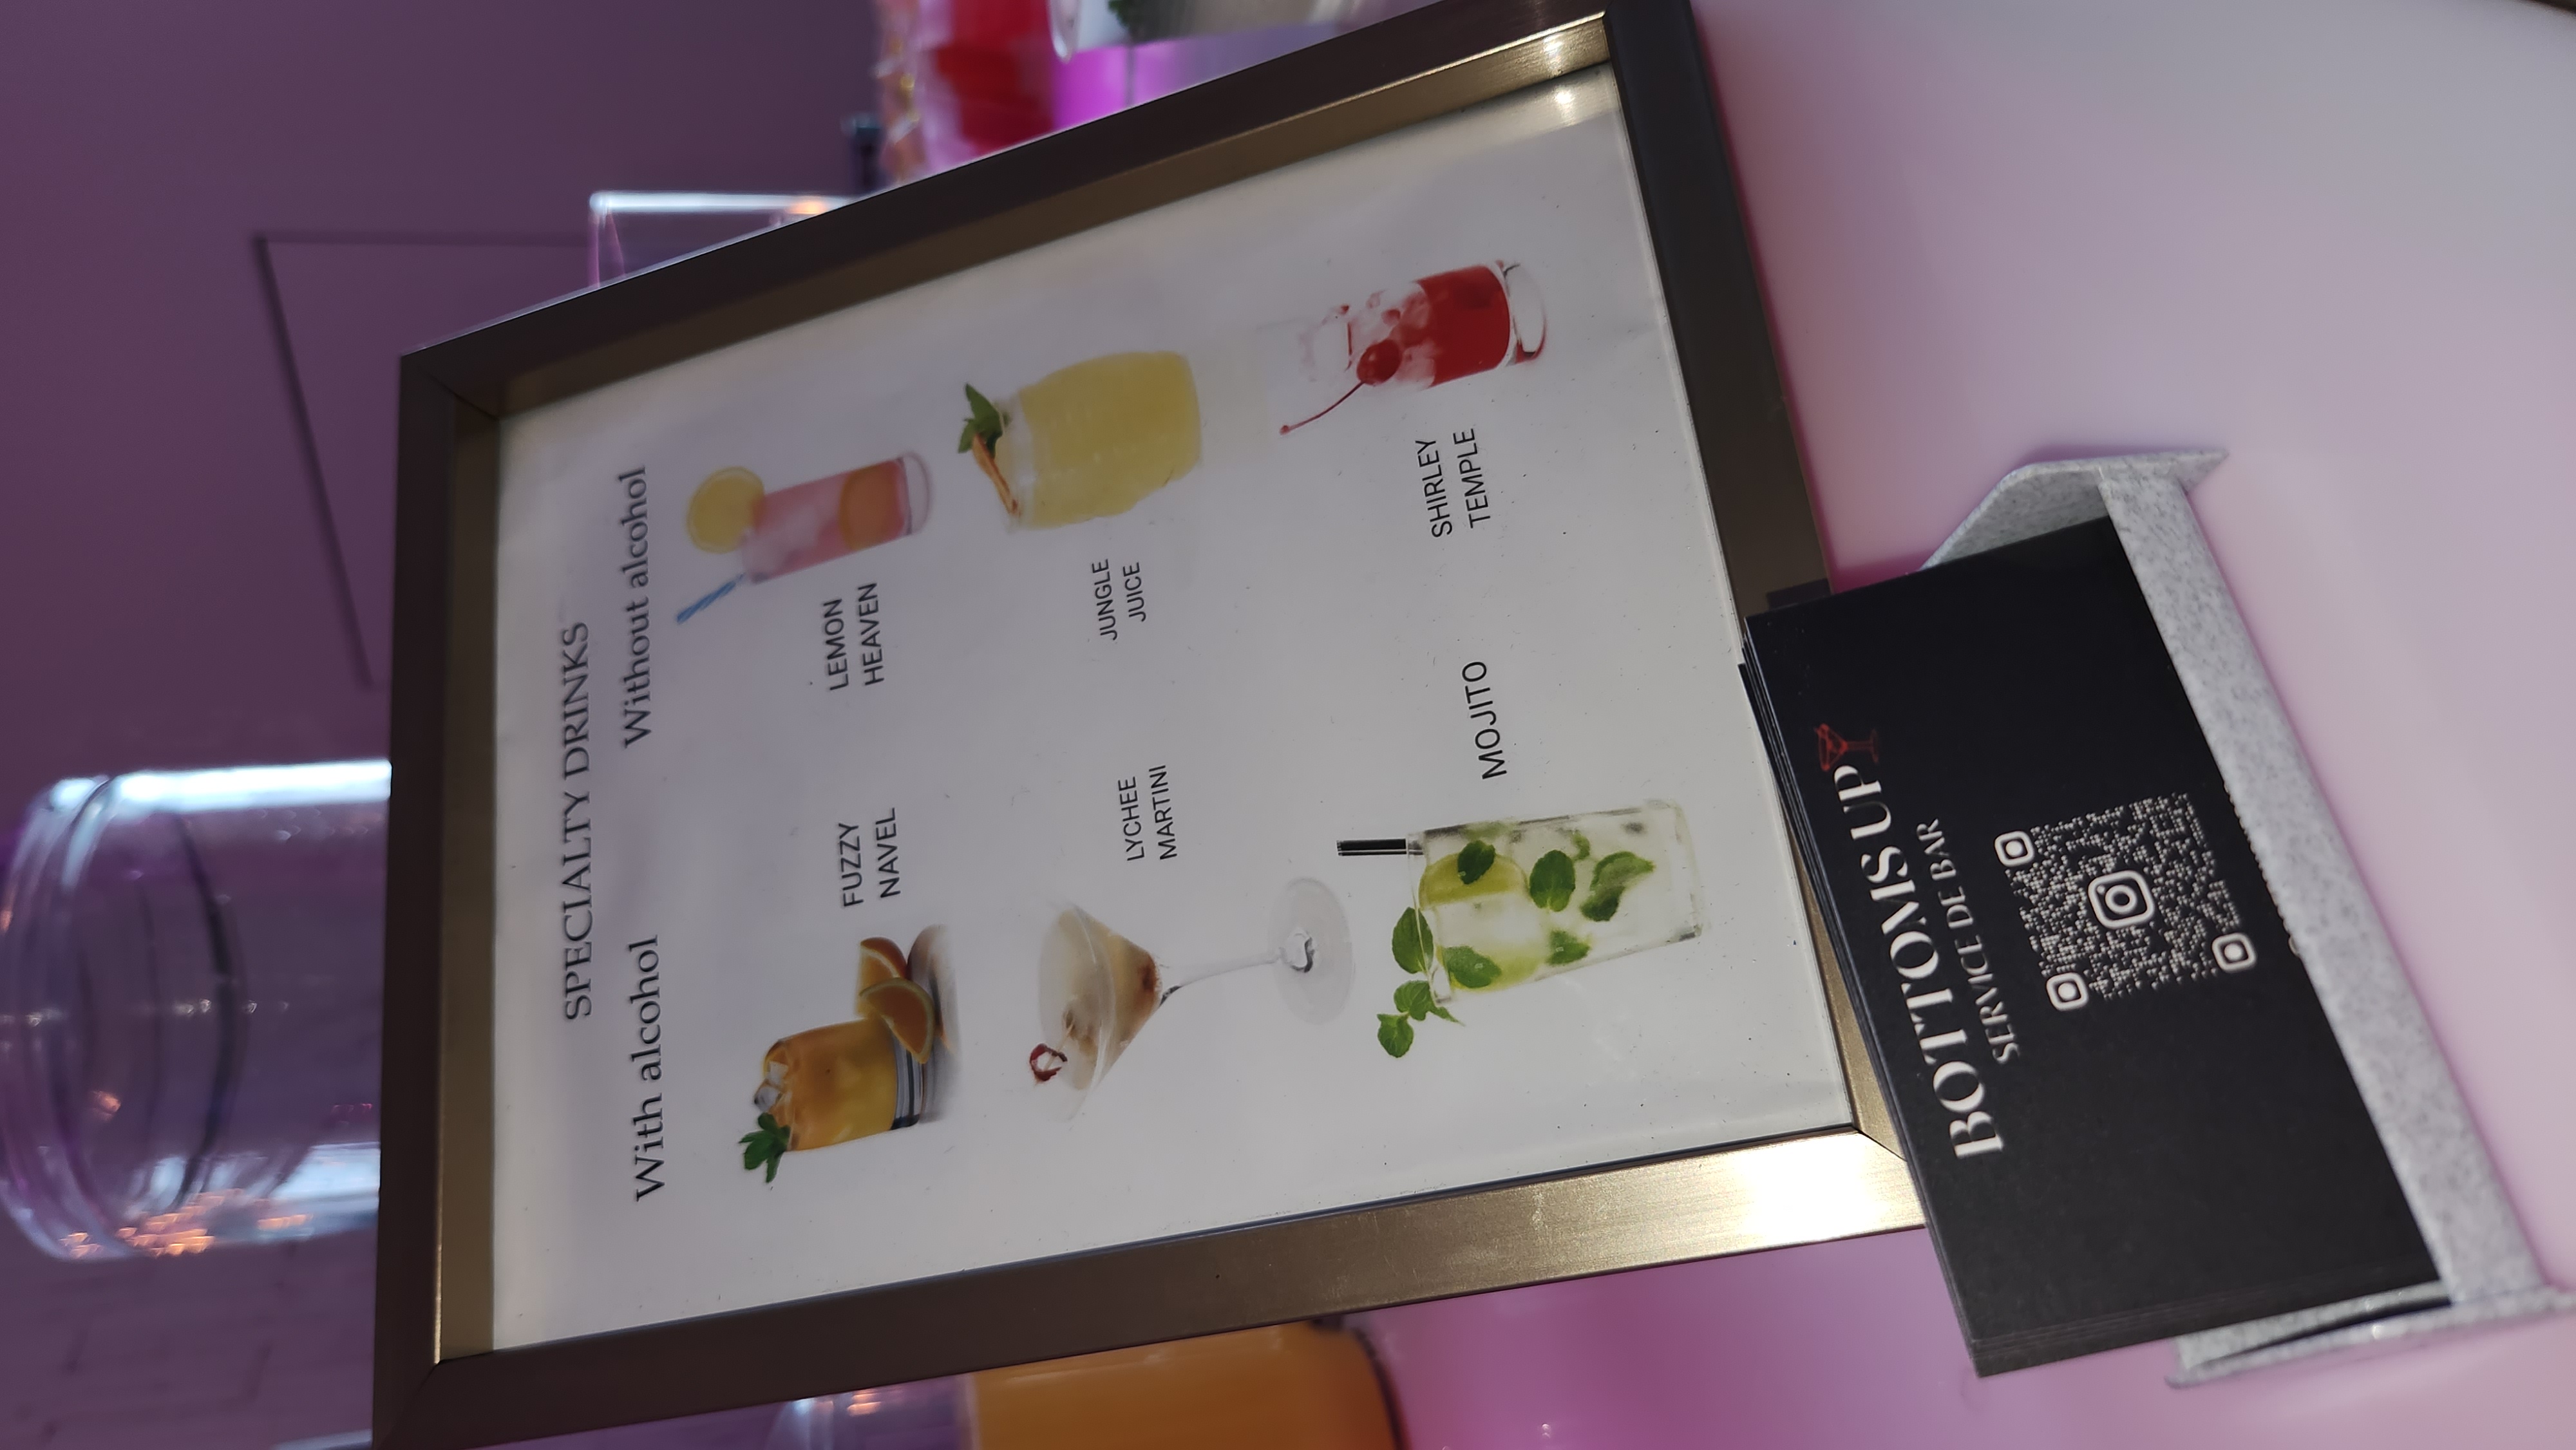 SPECIALTY DRINKS
With alcohol
Without alcohol
FUZZY
NAVEL
LEMON
HEAVEN
LYCHEE
MARTINI
JUNGLE
JUICE
MOJITO
SHIRLEY
TEMPLE
BOTTOMS UP
SERVICE DE BAR